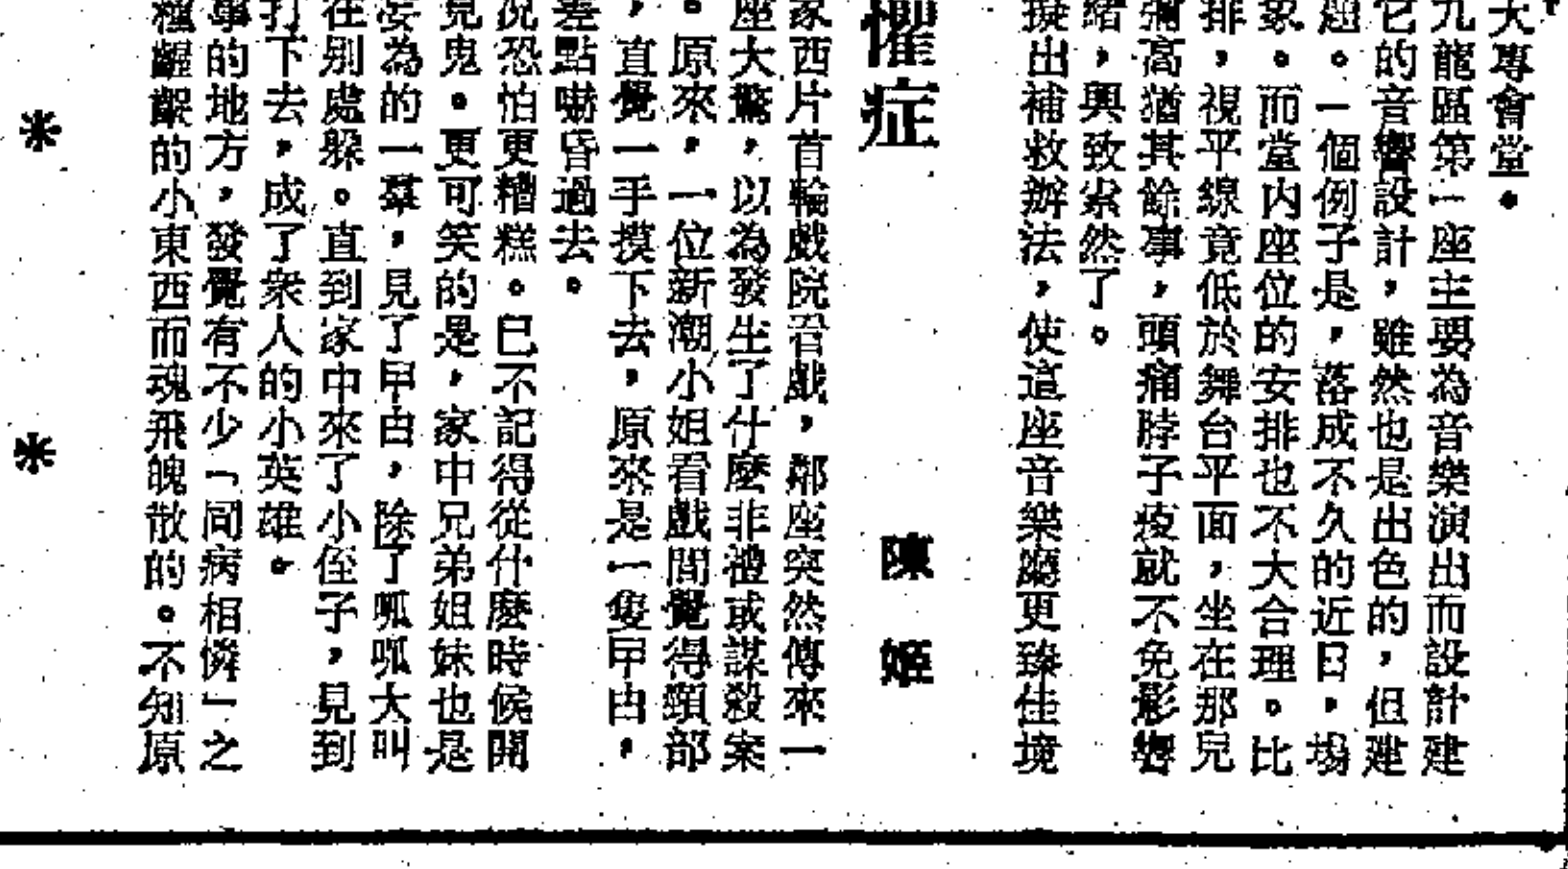 大專會堂。
九龍區第一座主要為音樂演出而設計建
它的音響設計，雖然也是出色的，但建
題。一個例子是，落成不久的近日，場
象。而堂內座位的安排也不大合理。比
排，視平線竟低於舞台平面，坐在那兒
彌高猶其餘事，頭痛脖子痠就不免影響
緒，興致索然了。
擬出補救辦法，使這座音樂廳更臻佳境
懼症
陳姬
家西片首輪戲院看戲，鄰座突然傳來一
座大驚，以為發生了什麼非禮或謀殺案
。原來，一位新潮小姐看戲間覺得頸部
，直覺一手摸下去，原來是一隻曱甴，
差點嚇昏過去。
況恐怕更糟糕。已不記得從什麼時候開
見鬼。更可笑的是，家中兄弟姐妹也是
妄為的一羣，見了曱甴，除了呱呱大叫
在別處躲。直到家中來了小侄子，見到
打下去，成了衆人的小英雄。
事的地方，發覺有不少「同病相憐」之
種齷齪的小東西而魂飛魄散的。不知原
＊　＊